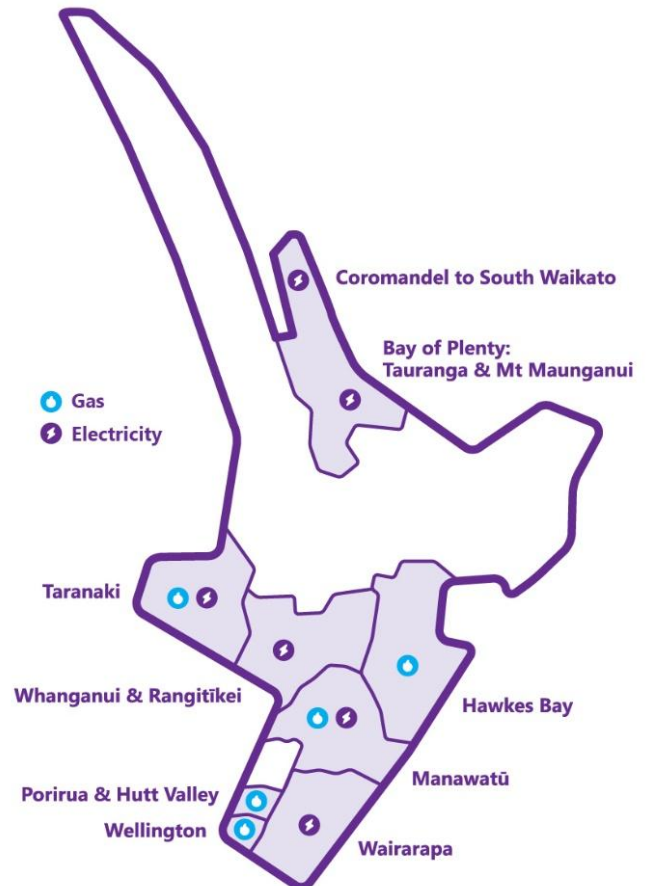 Coromandel to South Waikato
Bay of Plenty:
Tauranga & Mt Maunganui
Gas
Electricity
Taranaki
Whanganui & Rangitīkei
Hawkes Bay
Manawatū
Porirua & Hutt Valley
Wellington
Wairarapa